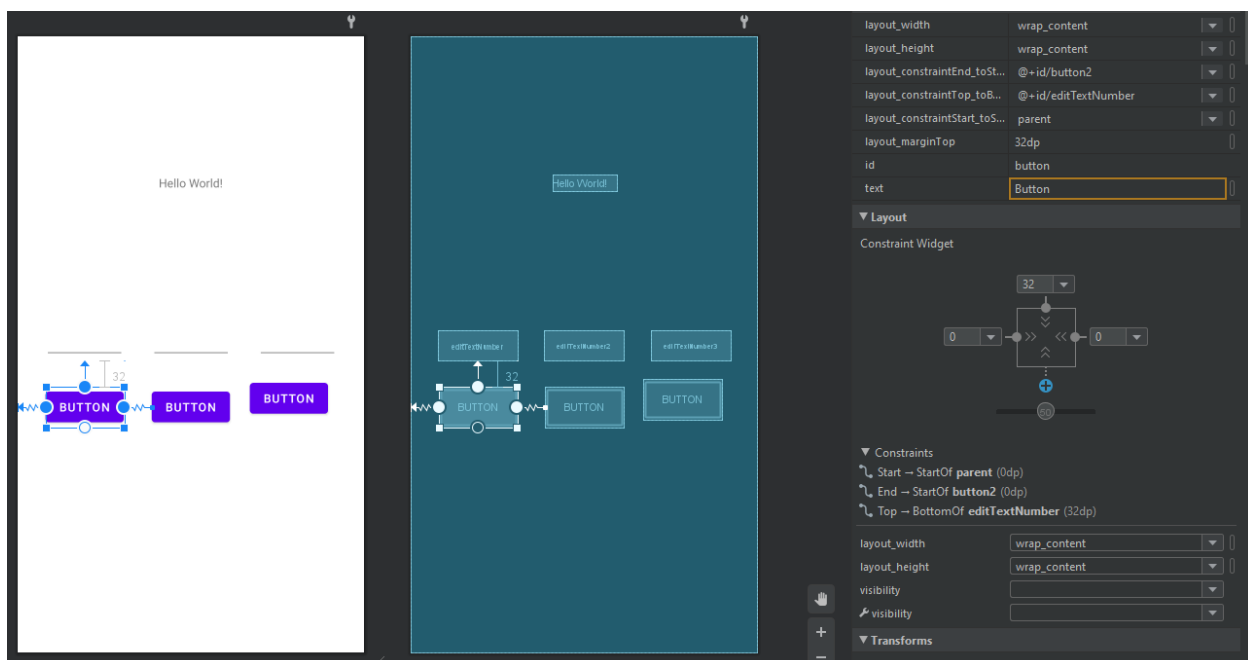 Hello World!
32
BUTTON
BUTTON
BUTTON
Hello World!
editTextNumber
editTextNumber2
editTextNumber3
32
BUTTON
BUTTON
BUTTON
+
−
layout_width wrap_content
layout_height wrap_content
layout_constraintEnd_toSt... @+id/button2
layout_constraintTop_toB... @+id/editTextNumber
layout_constraintStart_toS... parent
layout_marginTop 32dp
id button
text Button
▼ Layout
Constraint Widget
32
0 0
50
▼ Constraints
Start → StartOf parent (0dp)
End → StartOf button2 (0dp)
Top → BottomOf editTextNumber (32dp)
layout_width wrap_content
layout_height wrap_content
visibility
visibility
▼ Transforms